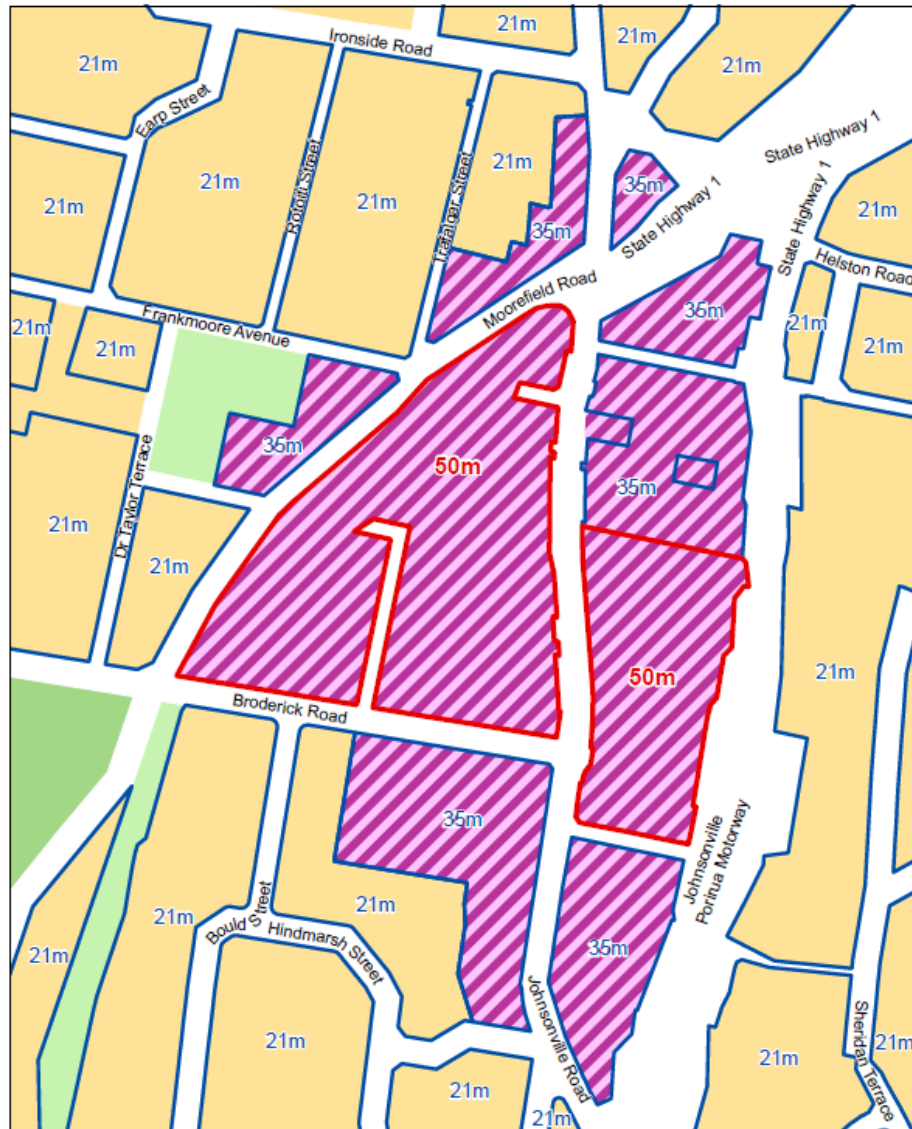 21m
Ironside Road
21m
21m
21m
Earp Street
State Highway 1
21m
Rotoiti Street
21m
21m
Trafalgar Street
21m
35m
State Highway 1
State Highway 1
21m
35m
Helston Road
Moorefield Road
35m
21m
21m
Frankmoore Avenue
21m
21m
35m
50m
35m
Dr Taylor Terrace
21m
21m
21m
50m
Broderick Road
35m
Johnsonville
Porirua Motorway
21m
21m
Bould Street
Hindmarsh Street
35m
21m
Johnsonville Road
21m
21m
Sheridan Terrace
21m
21m
21m